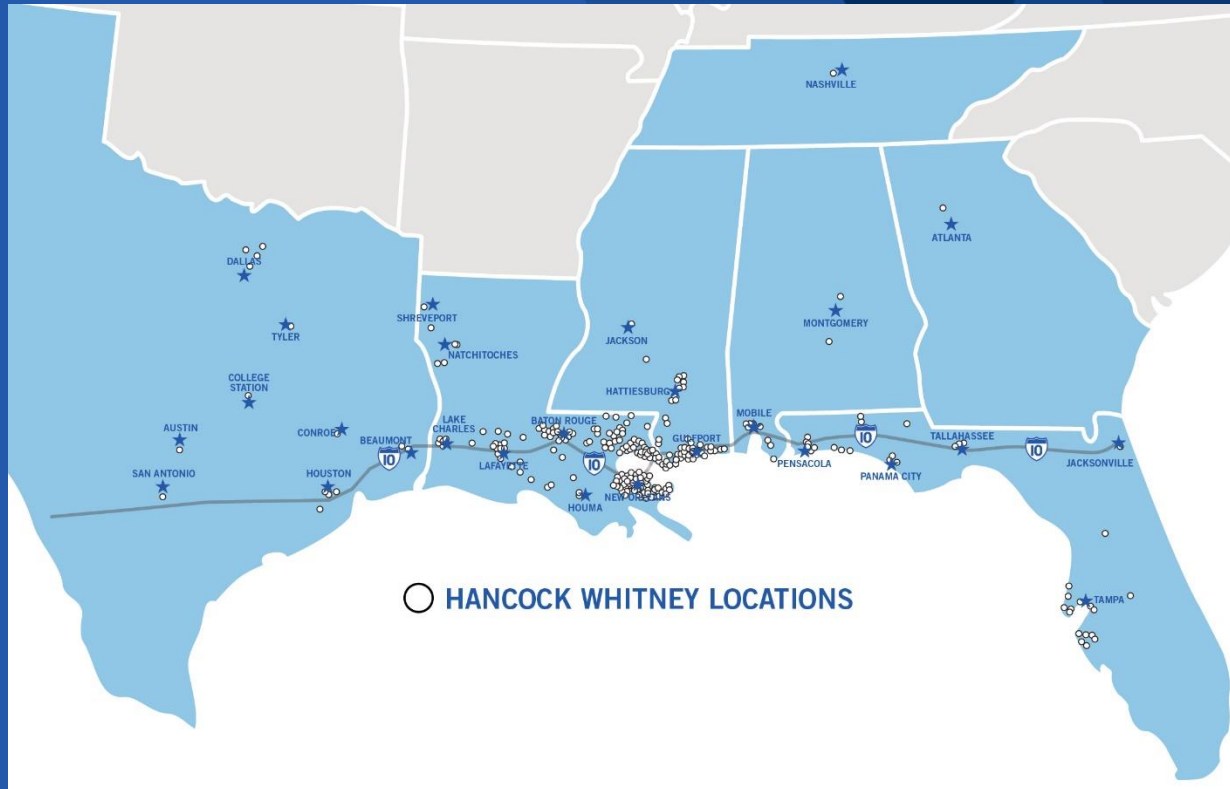 NASHVILLE
ATLANTA
DALLAS
SHREVEPORT
MONTGOMERY
TYLER
JACKSON
NATCHITOCHES
COLLEGE
STATION
HATTIESBURG
AUSTIN
CONROE
BEAUMONT
LAKE
CHARLES
BATON ROUGE
MOBILE
GULFPORT
10
TALLAHASSEE
10
JACKSONVILLE
SAN ANTONIO
HOUSTON
10
LAFAYETTE
10
PENSACOLA
PANAMA CITY
HOUMA
NEW ORLEANS
HANCOCK WHITNEY LOCATIONS
TAMPA